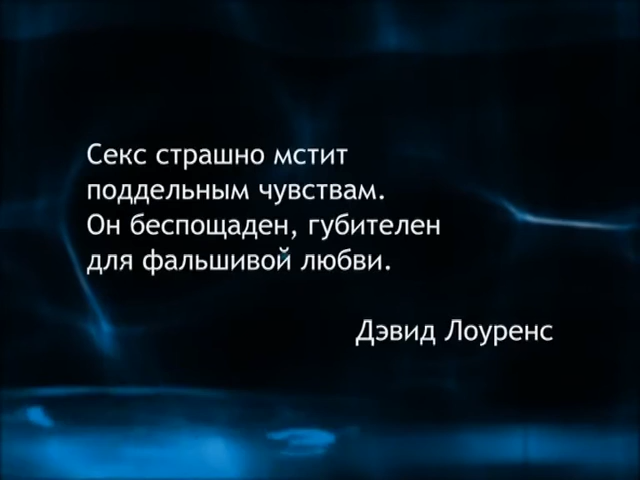 Секс страшно мстит
поддельным чувствам.
Он беспощаден, губителен
для фальшивой любви.
Дэвид Лоуренс